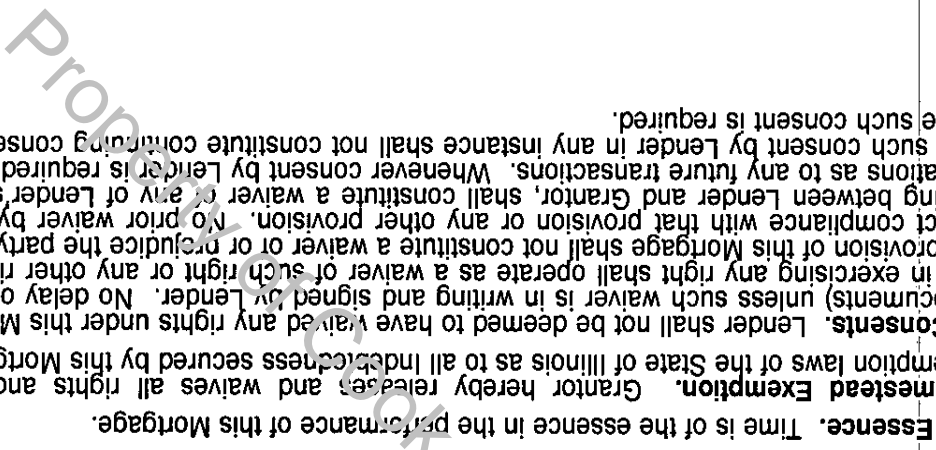 Essence. Time is of the essence in the performance of this Mortgage.
mestead Exemption. Grantor hereby releases and waives all rights and
mption laws of the State of Illinois as to all Indebtedness secured by this Mortg
Consents. Lender shall not be deemed to have waived any rights under this M
ocuments) unless such waiver is in writing and signed by Lender. No delay o
in exercising any right shall operate as a waiver of such right or any other ri
provision of this Mortgage shall not constitute a waiver of or prejudice the party
ct compliance with that provision or any other provision. No prior waiver by
ing between Lender and Grantor, shall constitute a waiver of any of Lender's
ations as to any future transactions. Whenever consent by Lender is required
such consent by Lender in any instance shall not constitute continuing conse
e such consent is required.
Property of Cook